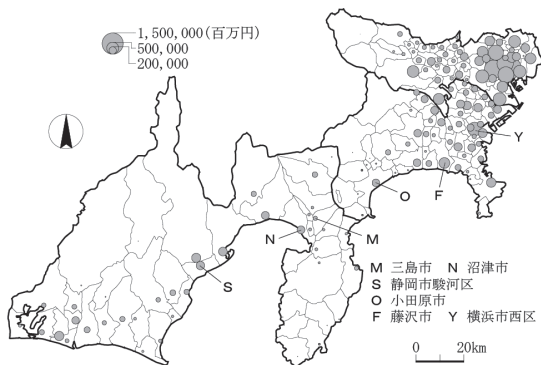 1,500,000(百万円)
500,000
200,000
Y
O
F
N
M
S
M 三島市 N 沼津市
S 静岡市駿河区
O 小田原市
F 藤沢市 Y 横浜市西区
0 20km